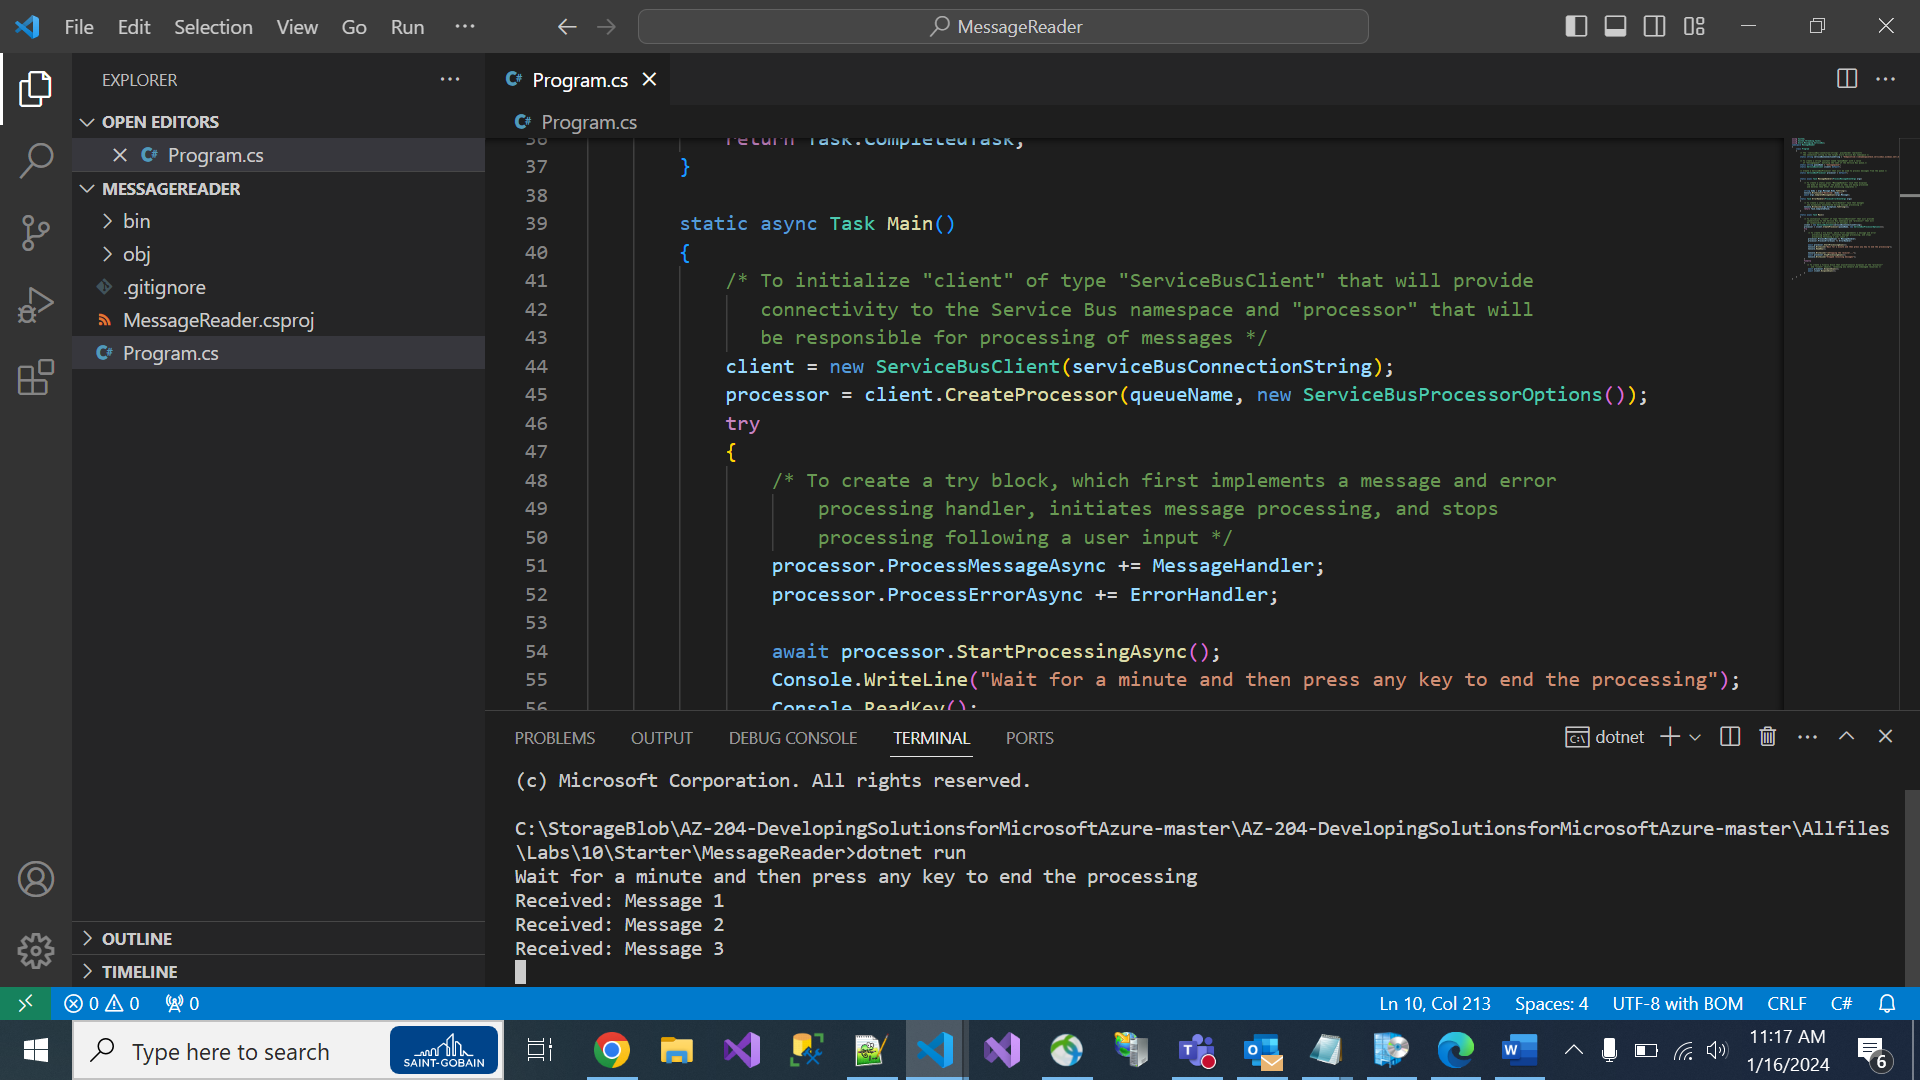 File Edit Selection View Go Run ···
MessageReader
EXPLORER
OPEN EDITORS
Program.cs
MESSAGEREADER
bin
obj
.gitignore
MessageReader.csproj
Program.cs
OUTLINE
TIMELINE
Program.cs
Program.cs
36 return Task.CompletedTask;
37 }
38
39 static async Task Main()
40 {
41 /* To initialize "client" of type "ServiceBusClient" that will provide
42 connectivity to the Service Bus namespace and "processor" that will
43 be responsible for processing of messages */
44 client = new ServiceBusClient(serviceBusConnectionString);
45 processor = client.CreateProcessor(queueName, new ServiceBusProcessorOptions());
46 try
47 {
48 /* To create a try block, which first implements a message and error
49 processing handler, initiates message processing, and stops
50 processing following a user input */
51 processor.ProcessMessageAsync += MessageHandler;
52 processor.ProcessErrorAsync += ErrorHandler;
53
54 await processor.StartProcessingAsync();
55 Console.WriteLine("Wait for a minute and then press any key to end the processing");
56 Console.ReadKey();
PROBLEMS OUTPUT DEBUG CONSOLE TERMINAL PORTS
dotnet
(c) Microsoft Corporation. All rights reserved.
C:\StorageBlob\AZ-204-DevelopingSolutionsforMicrosoftAzure-master\AZ-204-DevelopingSolutionsforMicrosoftAzure-master\Allfiles
\Labs\10\Starter\MessageReader>dotnet run
Wait for a minute and then press any key to end the processing
Received: Message 1
Received: Message 2
Received: Message 3
0 0 0
Ln 10, Col 213 Spaces: 4 UTF-8 with BOM CRLF C#
Type here to search
SAINT-GOBAIN
11:17 AM
1/16/2024
6